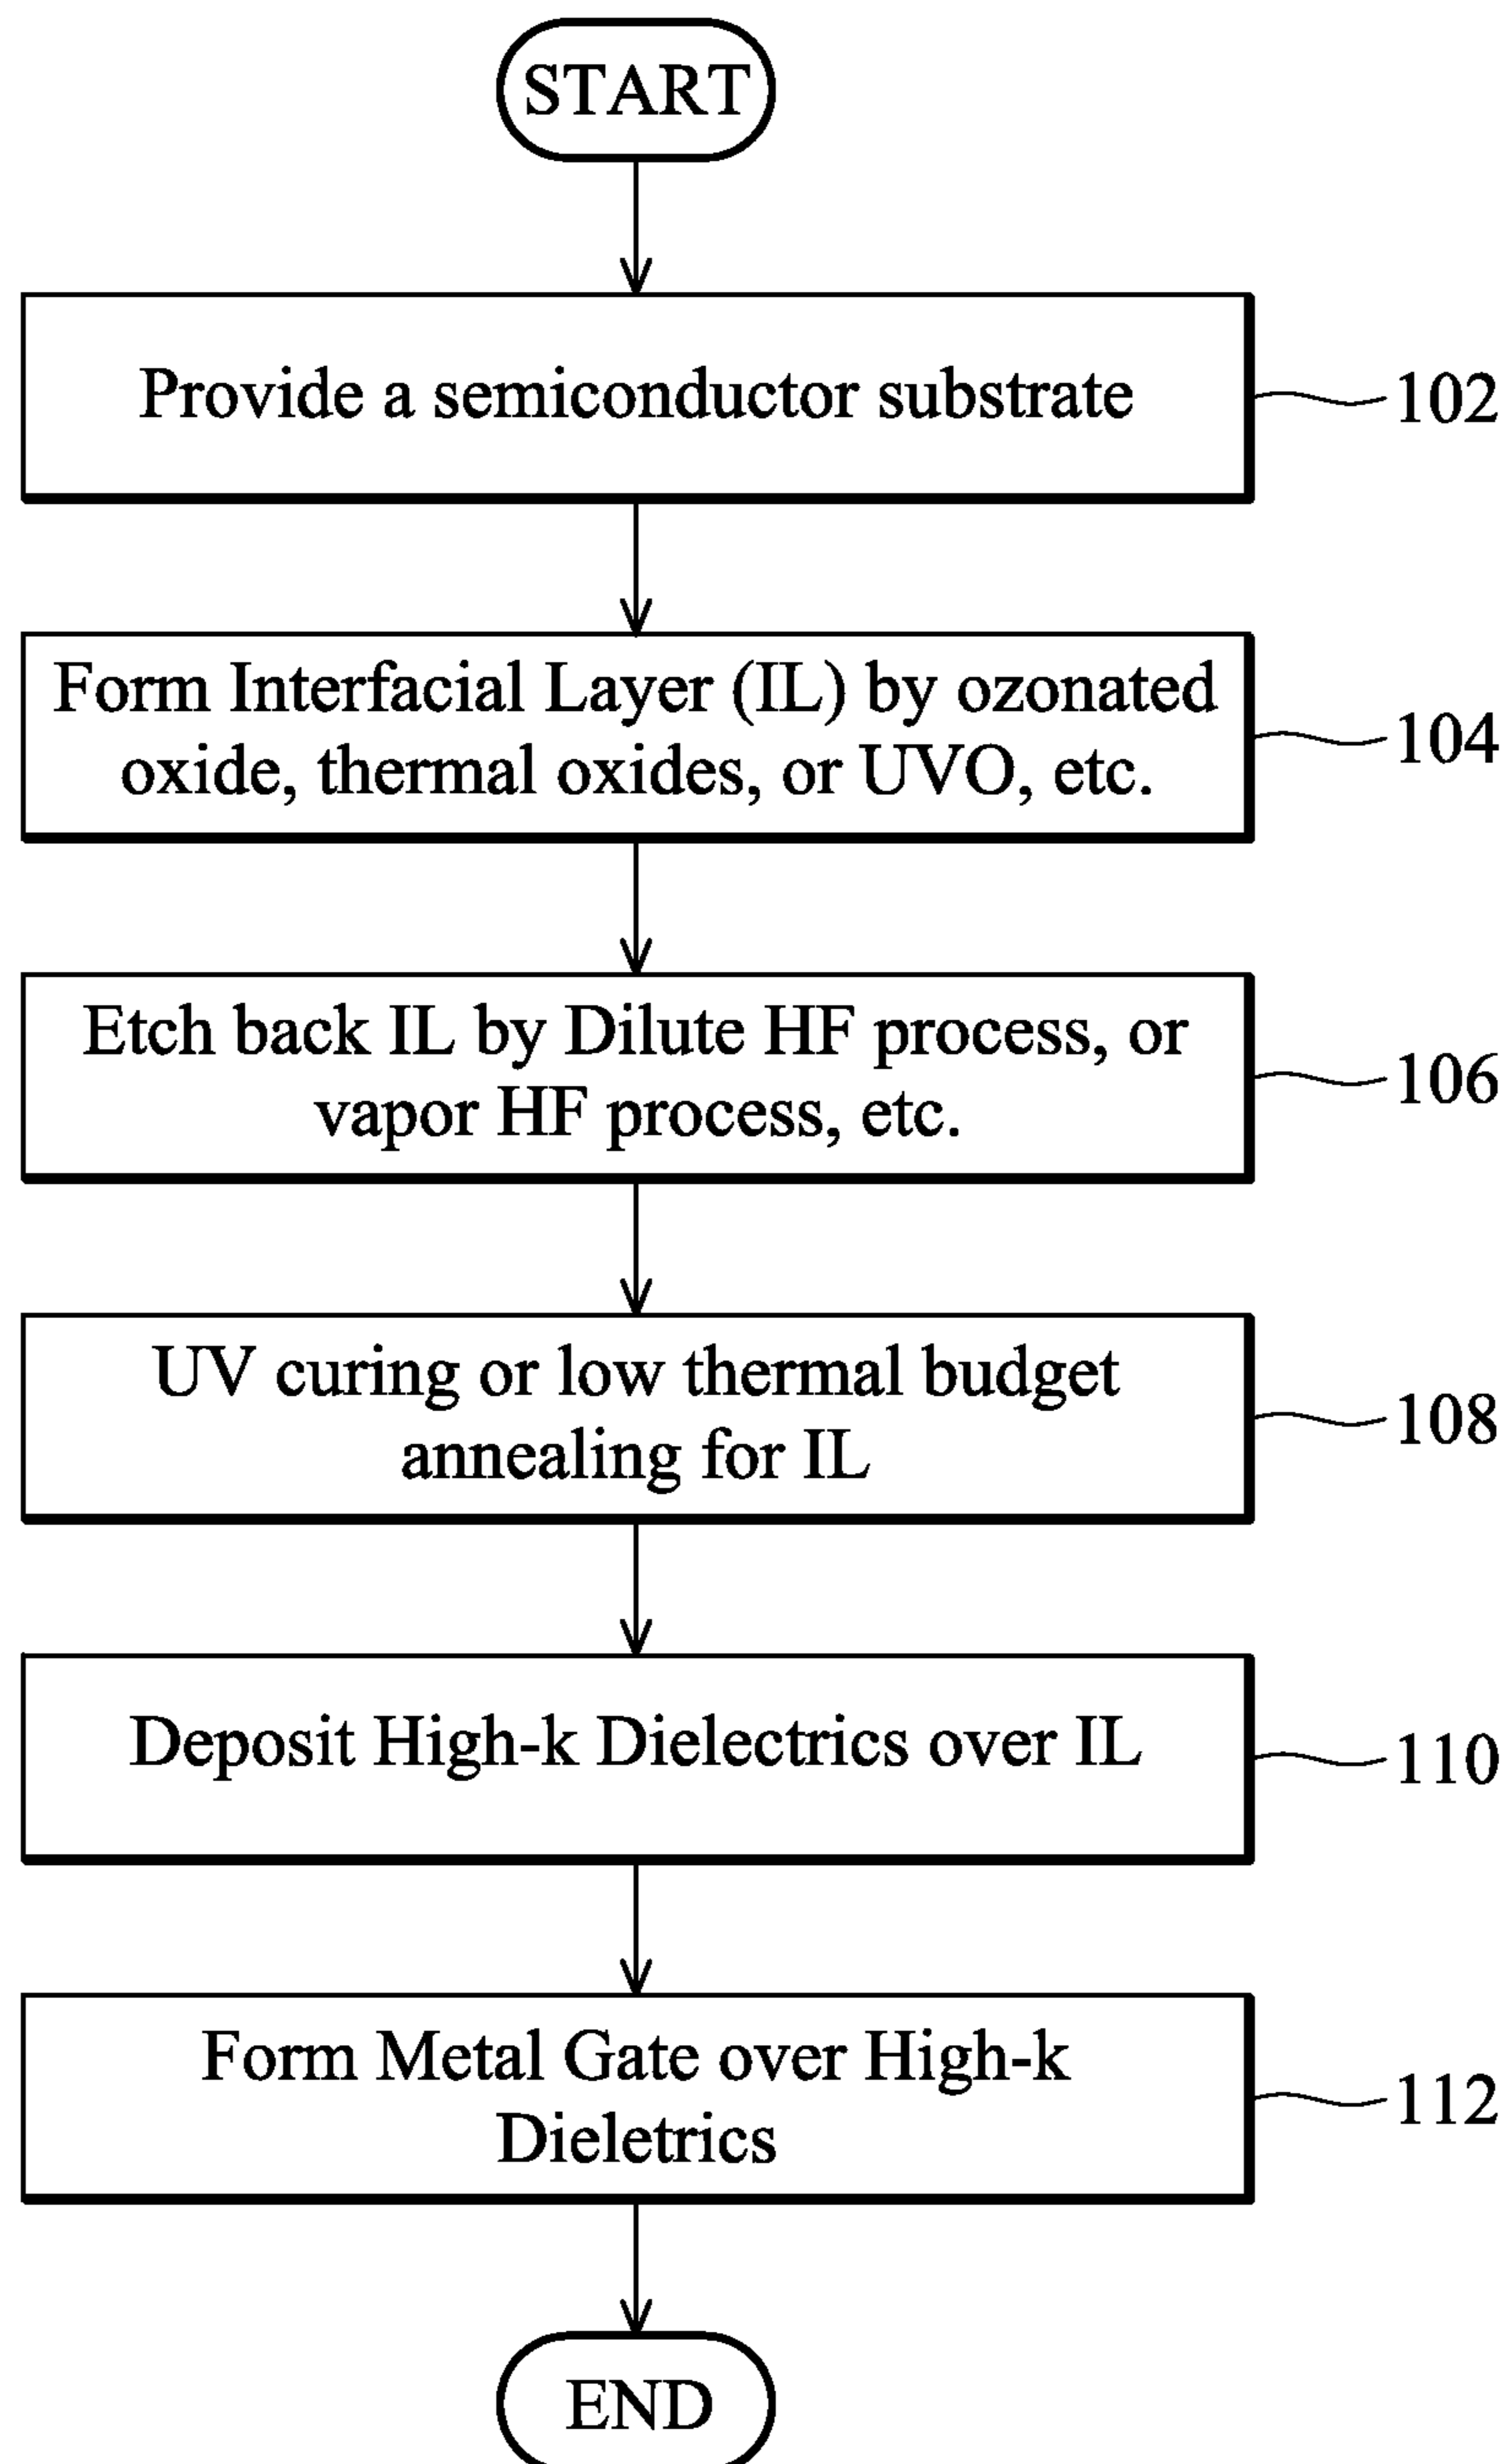 START
Provide a semiconductor substrate
102
Form Interfacial Layer (IL) by ozonated
oxide, thermal oxides, or UVO, etc.
104
Etch back IL by Dilute HF process, or
vapor HF process, etc.
106
UV curing or low thermal budget
annealing for IL
108
Deposit High-k Dielectrics over IL
110
Form Metal Gate over High-k
Dieletrics
112
END